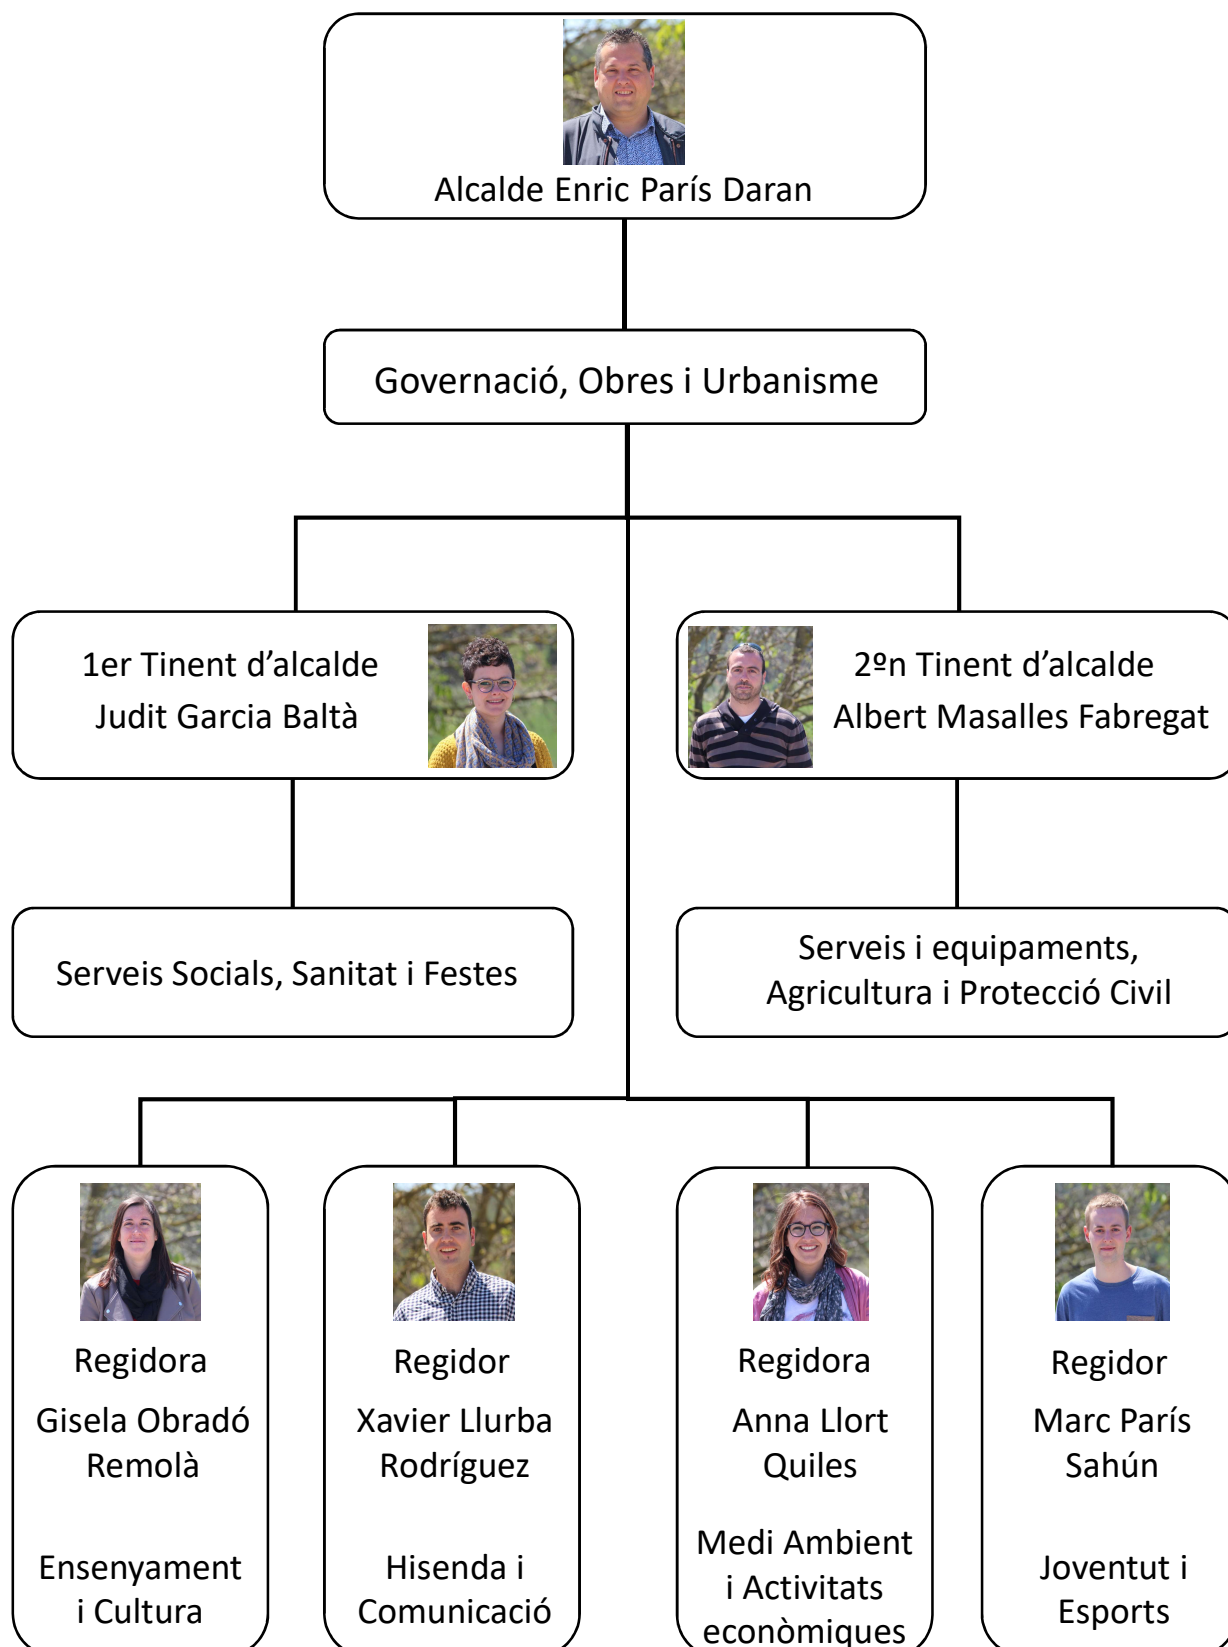 Alcalde Enric París Daran
Governació, Obres i Urbanisme
1er Tinent d’alcalde
Judit Garcia Baltà
2ºn Tinent d’alcalde
Albert Masalles Fabregat
Serveis Socials, Sanitat i Festes
Serveis i equipaments,
Agricultura i Protecció Civil
Regidora
Gisela Obradó
Remolà
Ensenyament
i Cultura
Regidor
Xavier Llurba
Rodríguez
Hisenda i
Comunicació
Regidora
Anna Llort
Quiles
Medi Ambient
i Activitats
econòmiques
Regidor
Marc París
Sahún
Joventut i
Esports